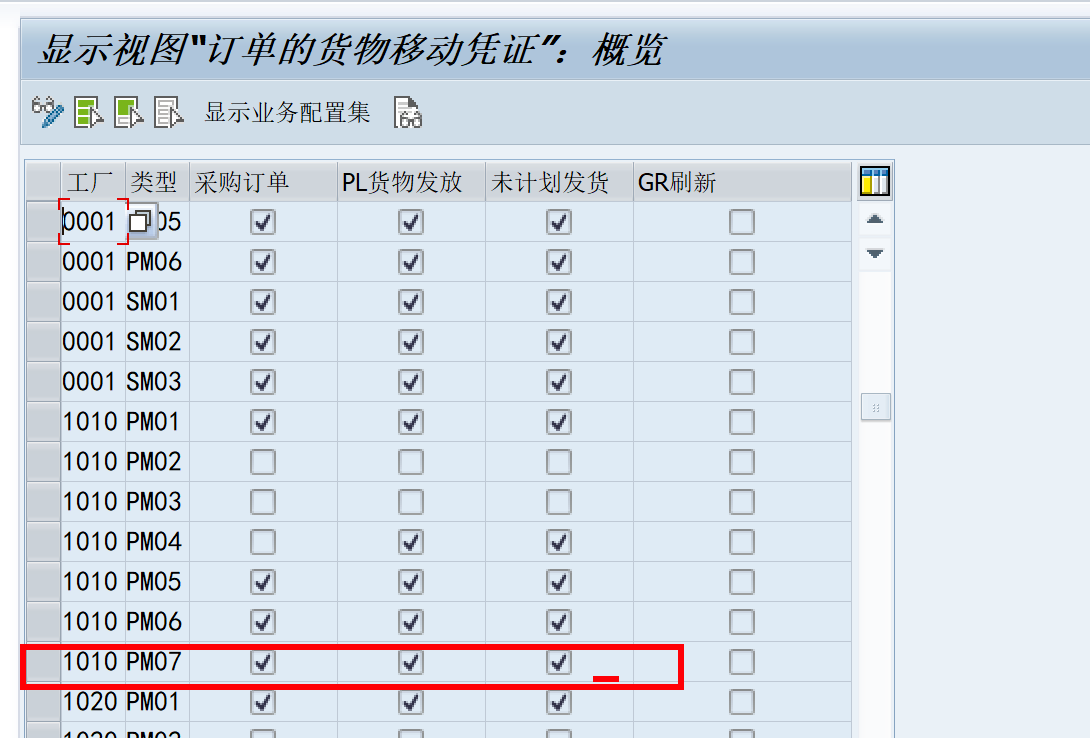 显示视图"订单的货物移动凭证": 概览
显示业务配置集
工厂 类型 采购订单 PL货物发放 未计划发货 GR刷新
0001 05
0001 PM06
0001 SM01
0001 SM02
0001 SM03
1010 PM01
1010 PM02
1010 PM03
1010 PM04
1010 PM05
1010 PM06
1010 PM07
1020 PM01